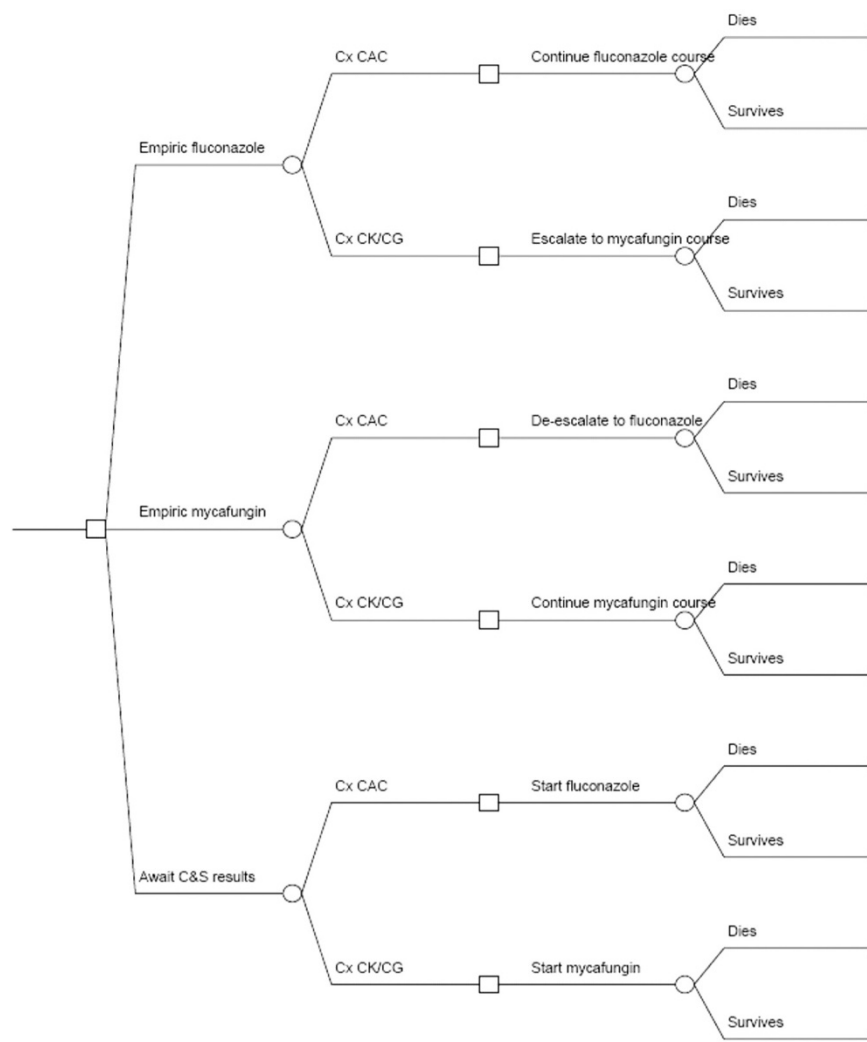 Dies
Cx CAC
Continue fluconazole course
Survives
Empiric fluconazole
Dies
Cx CK/CG
Escalate to mycafungin course
Survives
Dies
Cx CAC
De-escalate to fluconazole
Survives
Empiric mycafungin
Dies
Cx CK/CG
Continue mycafungin course
Survives
Dies
Cx CAC
Start fluconazole
Survives
Await C&S results
Dies
Cx CK/CG
Start mycafungin
Survives